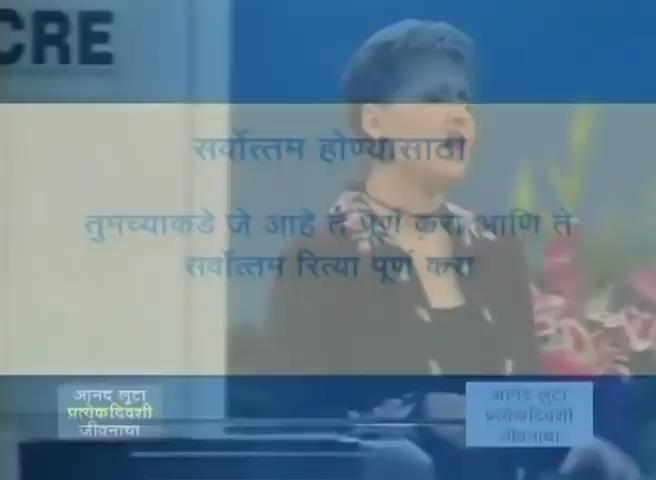 CRE
सर्वोत्तम होण्यासाठी
तुमच्याकडे जे आहे ते पूर्ण करा आणि ते
सर्वोत्तम रित्या पूर्ण करा
आनंद लुटा
प्रत्येकदिवशी
जीवनाचा
आनंद लुटा
प्रत्येकदिवशी
जीवनाचा